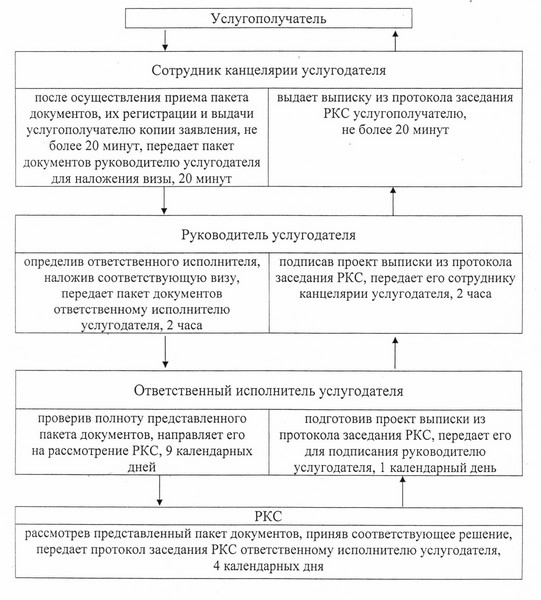 Услугополучатель
Сотрудник канцелярии услугодателя
после осуществления приема пакета
документов, их регистрации и выдачи
услугополучателю копии заявления, не
более 20 минут, передает пакет
документов руководителю услугодателя
для наложения визы, 20 минут
выдает выписку из протокола заседания
РКС услугополучателю,
не более 20 минут
Руководитель услугодателя
определив ответственного исполнителя,
наложив соответствующую визу,
передает пакет документов
ответственному исполнителю
услугодателя, 2 часа
подписав проект выписки из протокола
заседания РКС, передает его сотруднику
канцелярии услугодателя, 2 часа
Ответственный исполнитель услугодателя
проверив полноту представленного
пакета документов, направляет его
на рассмотрение РКС, 9 календарных
дней
подготовив проект выписки из
протокола заседания РКС, передает его
для подписания руководителю
услугодателя, 1 календарный день
РКС
рассмотрев представленный пакет документов, приняв соответствующее решение,
передает протокол заседания РКС ответственному исполнителю услугодателя,
4 календарных дня